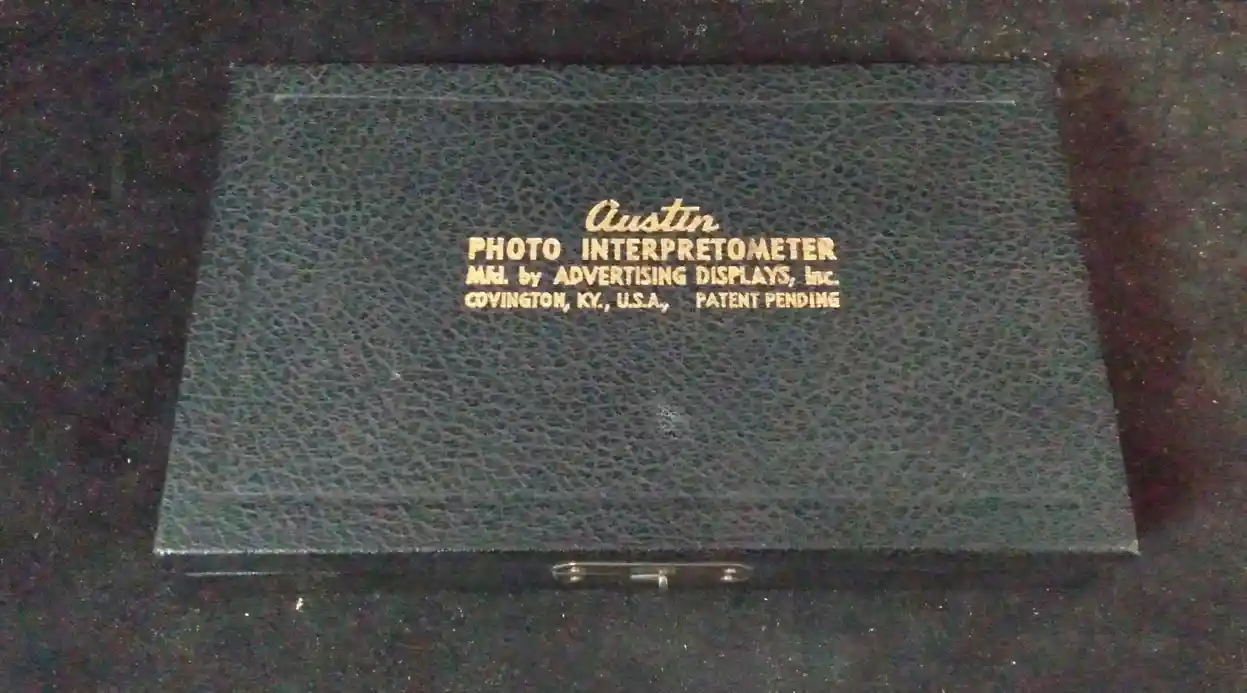 Austin
PHOTO INTERPRETOMETER
Mfd. by ADVERTISING DISPLAYS, Inc.
COVINGTON, KY., U.S.A., PATENT PENDING